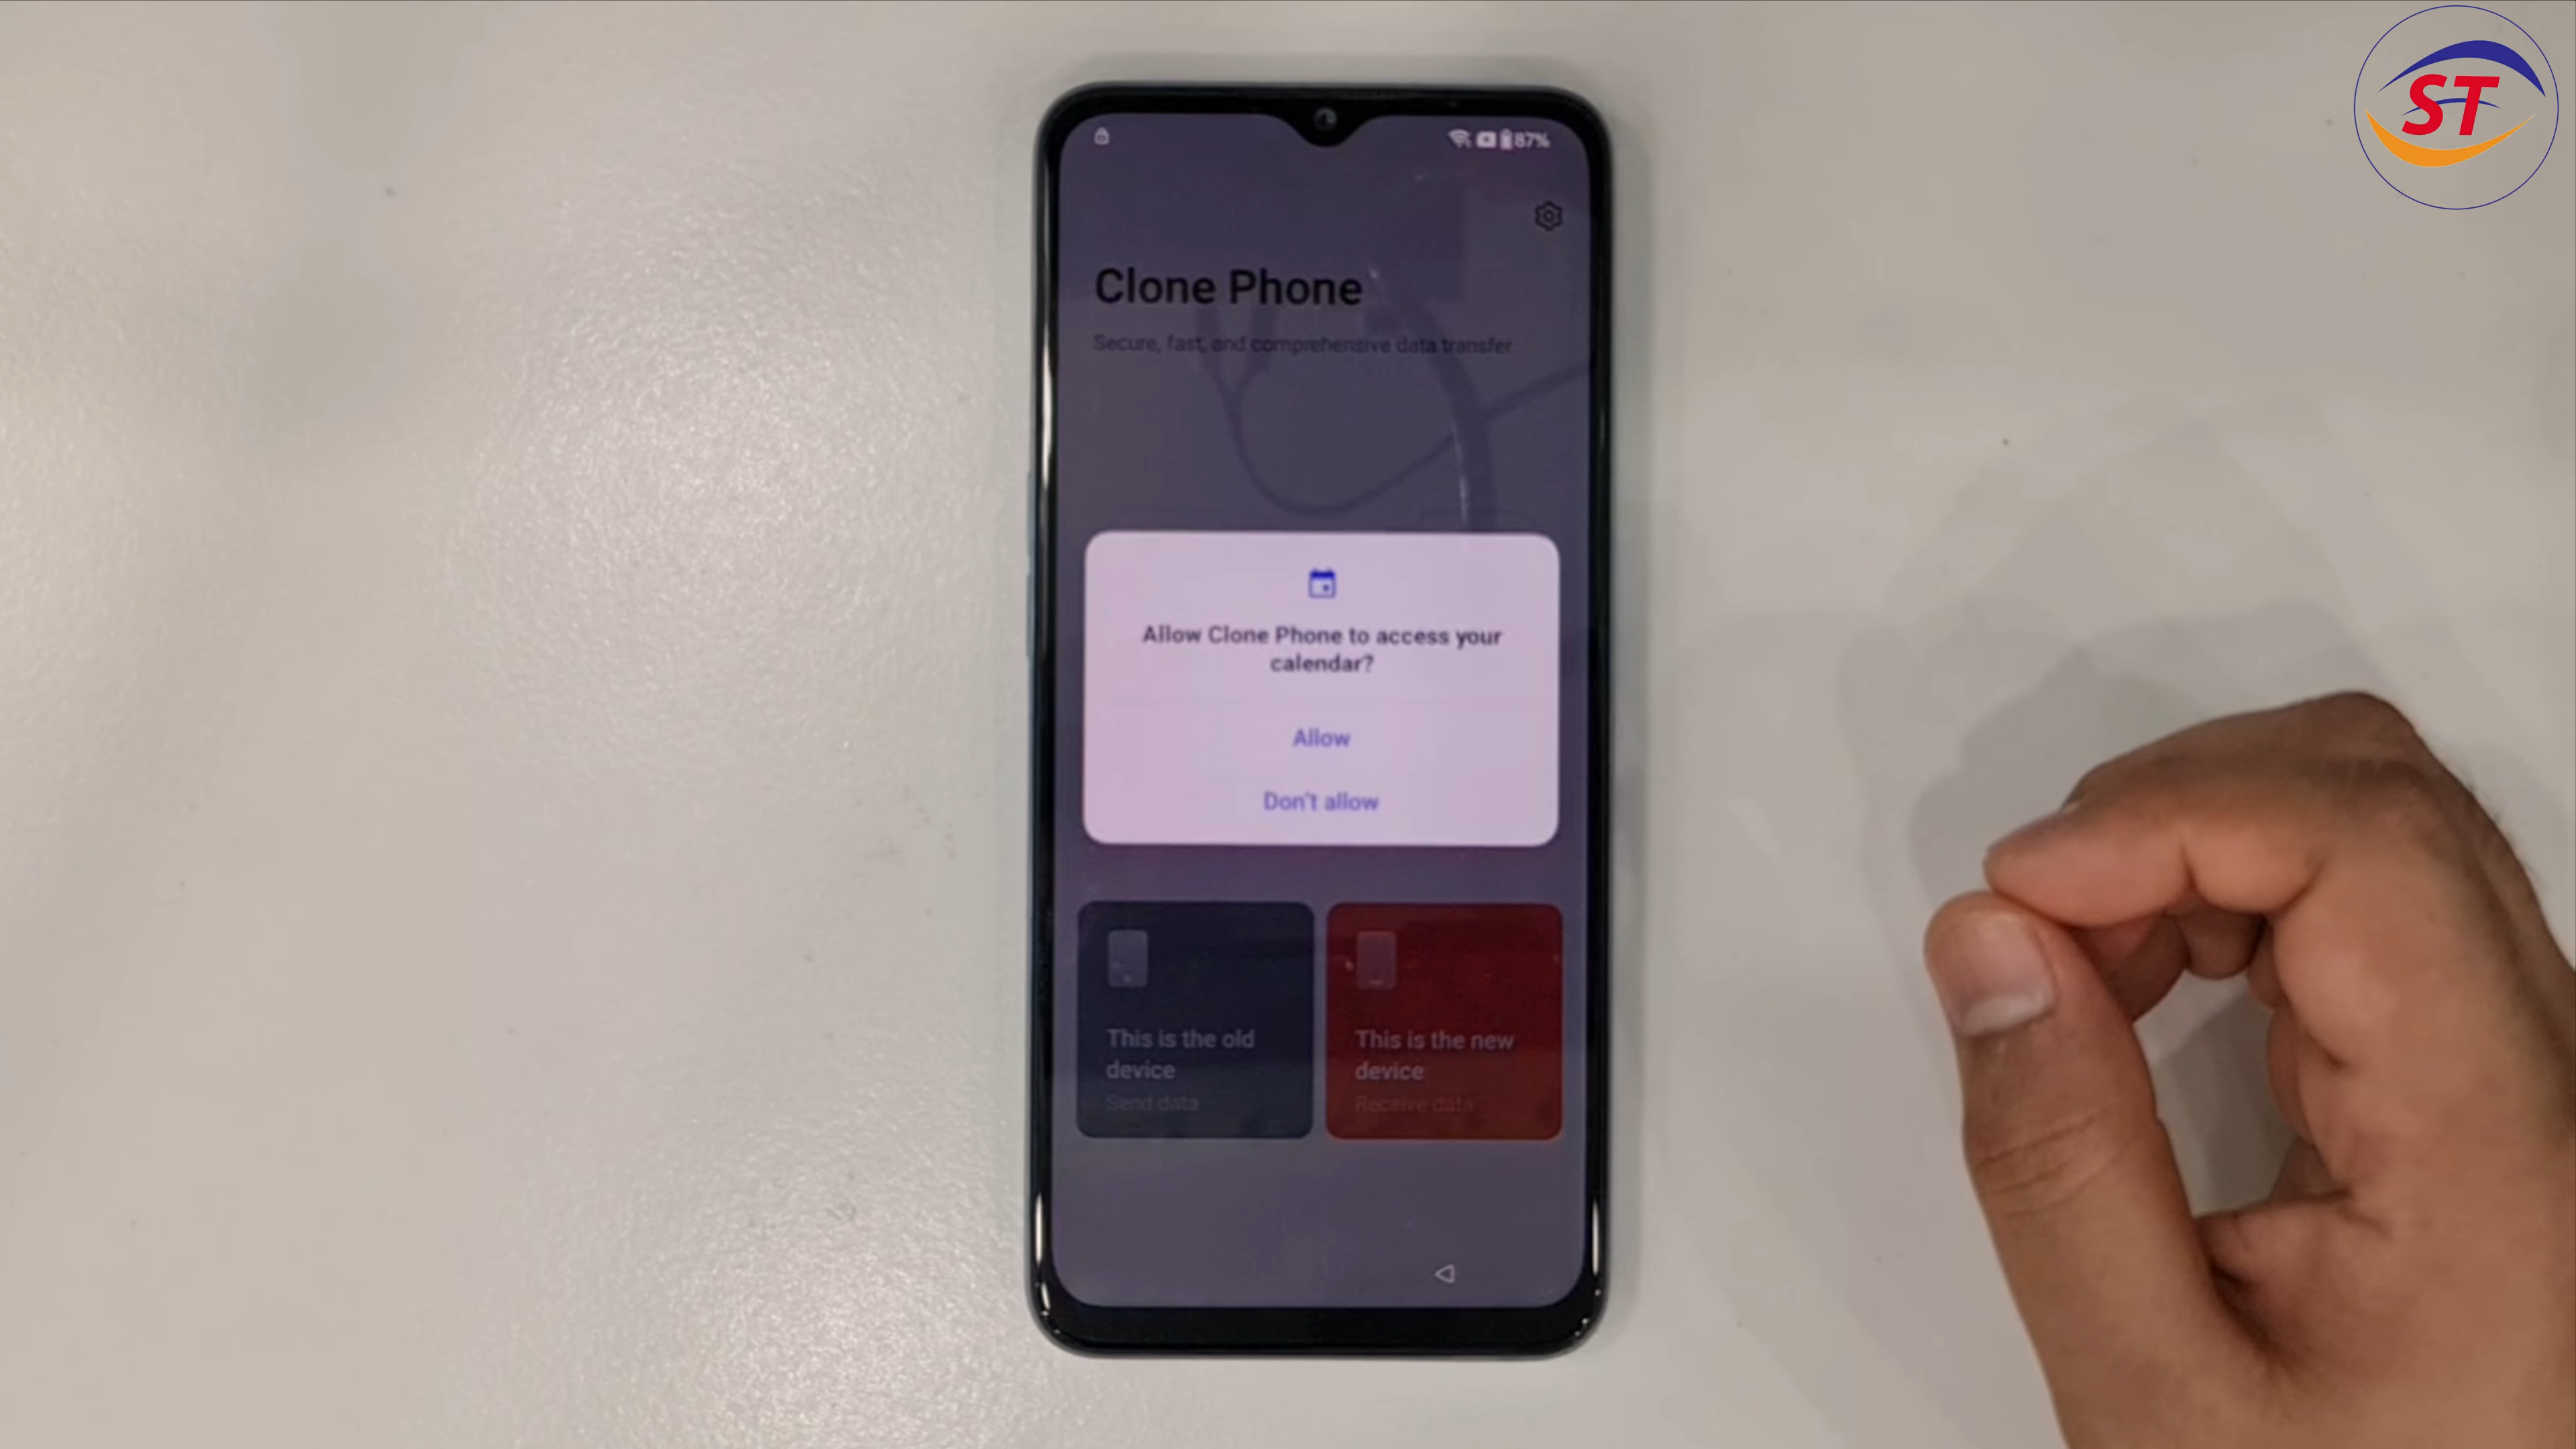 ST
87%
Clone Phone
Secure, fast, and comprehensive data transfer
Allow Clone Phone to access your
calendar?
Allow
Don't allow
This is the old
device
Send data
This is the new
device
Receive data